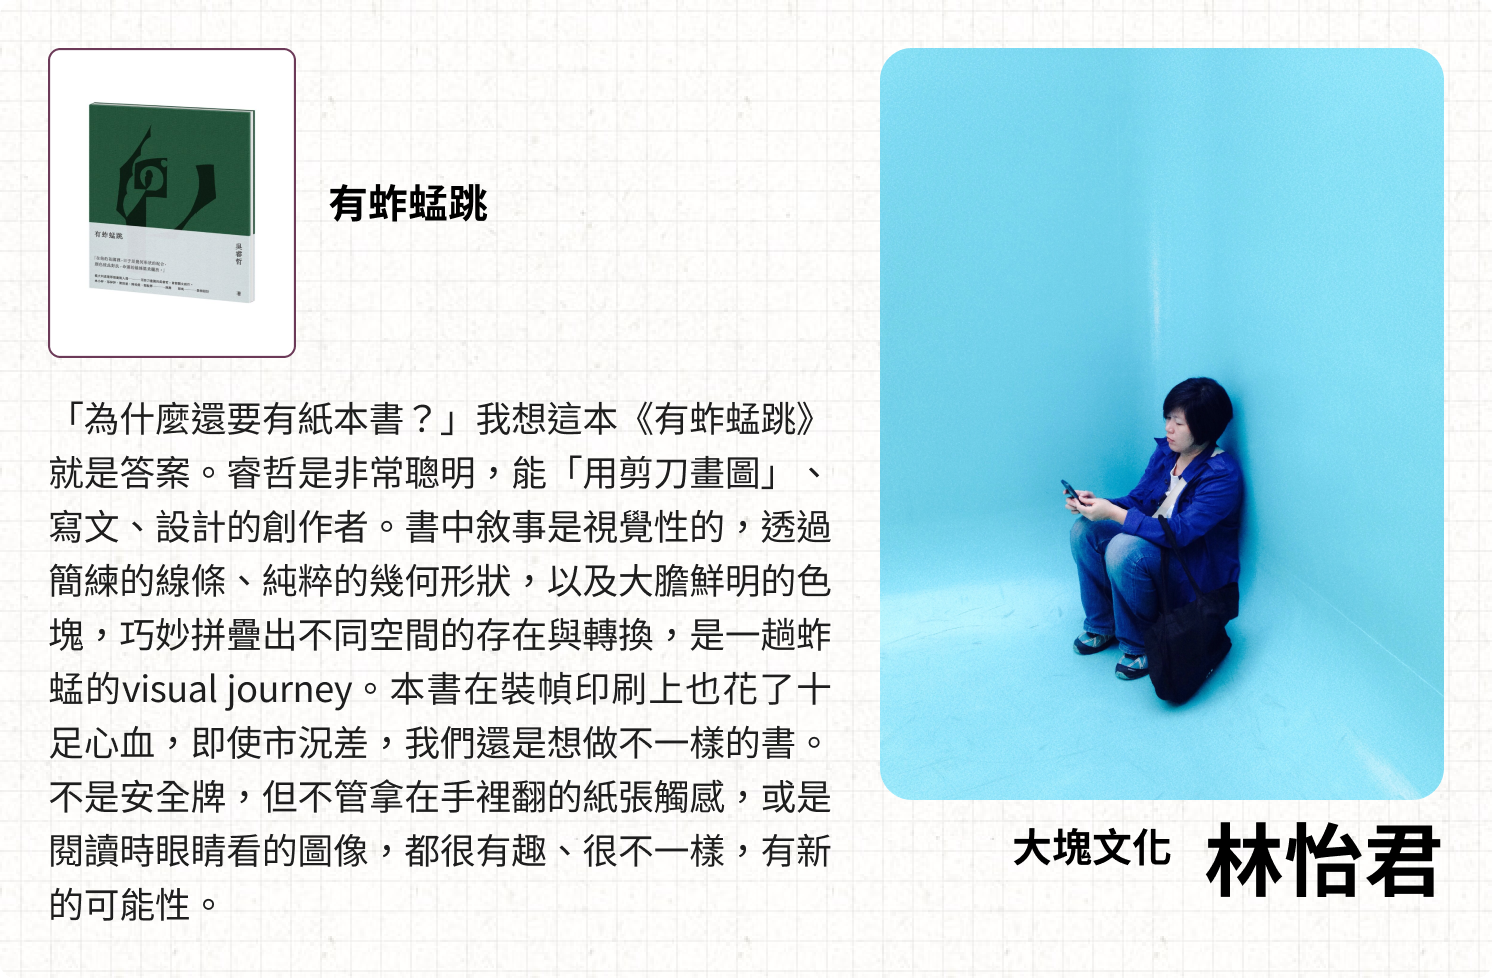 有蚱蜢跳
吳睿哲
著
有蚱蜢跳
「為什麼還要有紙本書？」我想這本《有蚱蜢跳》
就是答案。睿哲是非常聰明，能「用剪刀畫圖」、
寫文、設計的創作者。書中敘事是視覺性的，透過
簡練的線條、純粹的幾何形狀，以及大膽鮮明的色
塊，巧妙拼疊出不同空間的存在與轉換，是一趟蚱
蜢的visual journey。本書在裝幀印刷上也花了十
足心血，即使市況差，我們還是想做不一樣的書。
不是安全牌，但不管拿在手裡翻的紙張觸感，或是
閱讀時眼睛看的圖像，都很有趣、很不一樣，有新
的可能性。
大塊文化 林怡君